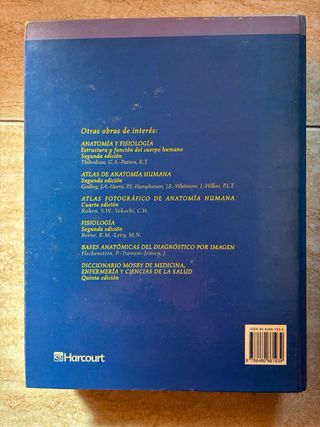 Otras obras de interés:
ANATOMÍA Y FISIOLOGÍA
Estructura y función del cuerpo humano
Segunda edición
Thibodeau, G.A.-Patton, K.T.
ATLAS DE ANATOMÍA HUMANA
Segunda edición
Gosling, J.A.-Harris, P.F.-Humpherson, J.R.-Whitmore, I.-Willan, P.L.T.
ATLAS FOTOGRÁFICO DE ANATOMÍA HUMANA
Cuarta edición
Rohen, S.W.-Yokochi, C.H.
FISIOLOGÍA
Segunda edición
Berne, R.M.-Levy, M.N.
BASES ANATÓMICAS DEL DIAGNÓSTICO POR IMAGEN
Fleckenstein, P.-Tranum-Jensen, J.
DICCIONARIO MOSBY DE MEDICINA,
ENFERMERÍA Y CIENCIAS DE LA SALUD
Quinta edición
Harcourt